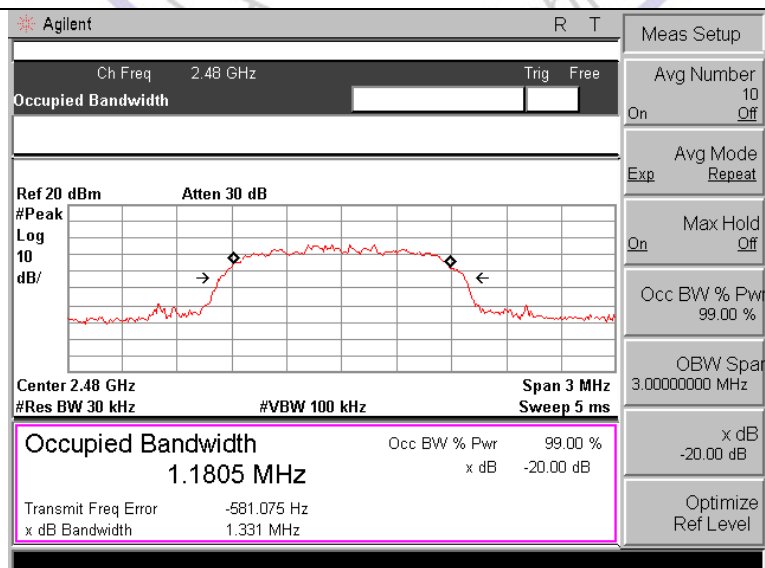 Agilent R T
Ch Freq 2.48 GHz Trig Free
Occupied Bandwidth
Ref 20 dBm Atten 30 dB
#Peak
Log
10
dB/
Center 2.48 GHz Span 3 MHz
#Res BW 30 kHz #VBW 100 kHz Sweep 5 ms
Occupied Bandwidth Occ BW % Pwr 99.00 %
1.1805 MHz x dB -20.00 dB
Transmit Freq Error -581.075 Hz
x dB Bandwidth 1.331 MHz
Meas Setup
Avg Number
10
On Off
Avg Mode
Exp Repeat
Max Hold
On Off
Occ BW % Pwr
99.00 %
OBW Span
3.00000000 MHz
x dB
-20.00 dB
Optimize
Ref Level